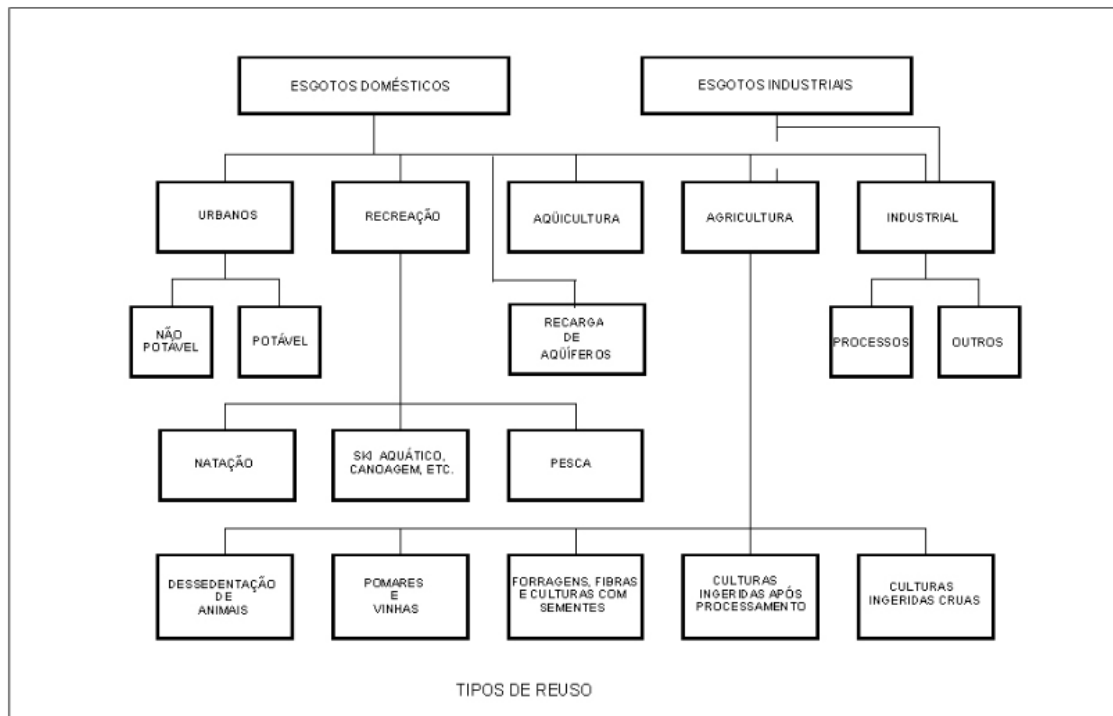 ESGOTOS DOMÉSTICOS
ESGOTOS INDUSTRIAIS
URBANOS
RECREAÇÃO
AQÜICULTURA
AGRICULTURA
INDUSTRIAL
NÃO
POTÁVEL
POTÁVEL
RECARGA
DE
AQÜÍFEROS
PROCESSOS
OUTROS
NATAÇÃO
SKI AQUÁTICO,
CANOAGEM, ETC.
PESCA
DESSEDENTAÇÃO
DE
ANIMAIS
POMARES
E
VINHAS
FORRAGENS, FIBRAS
E CULTURAS COM
SEMENTES
CULTURAS
INGERIDAS APÓS
PROCESSAMENTO
CULTURAS
INGERIDAS CRUAS
TIPOS DE REUSO